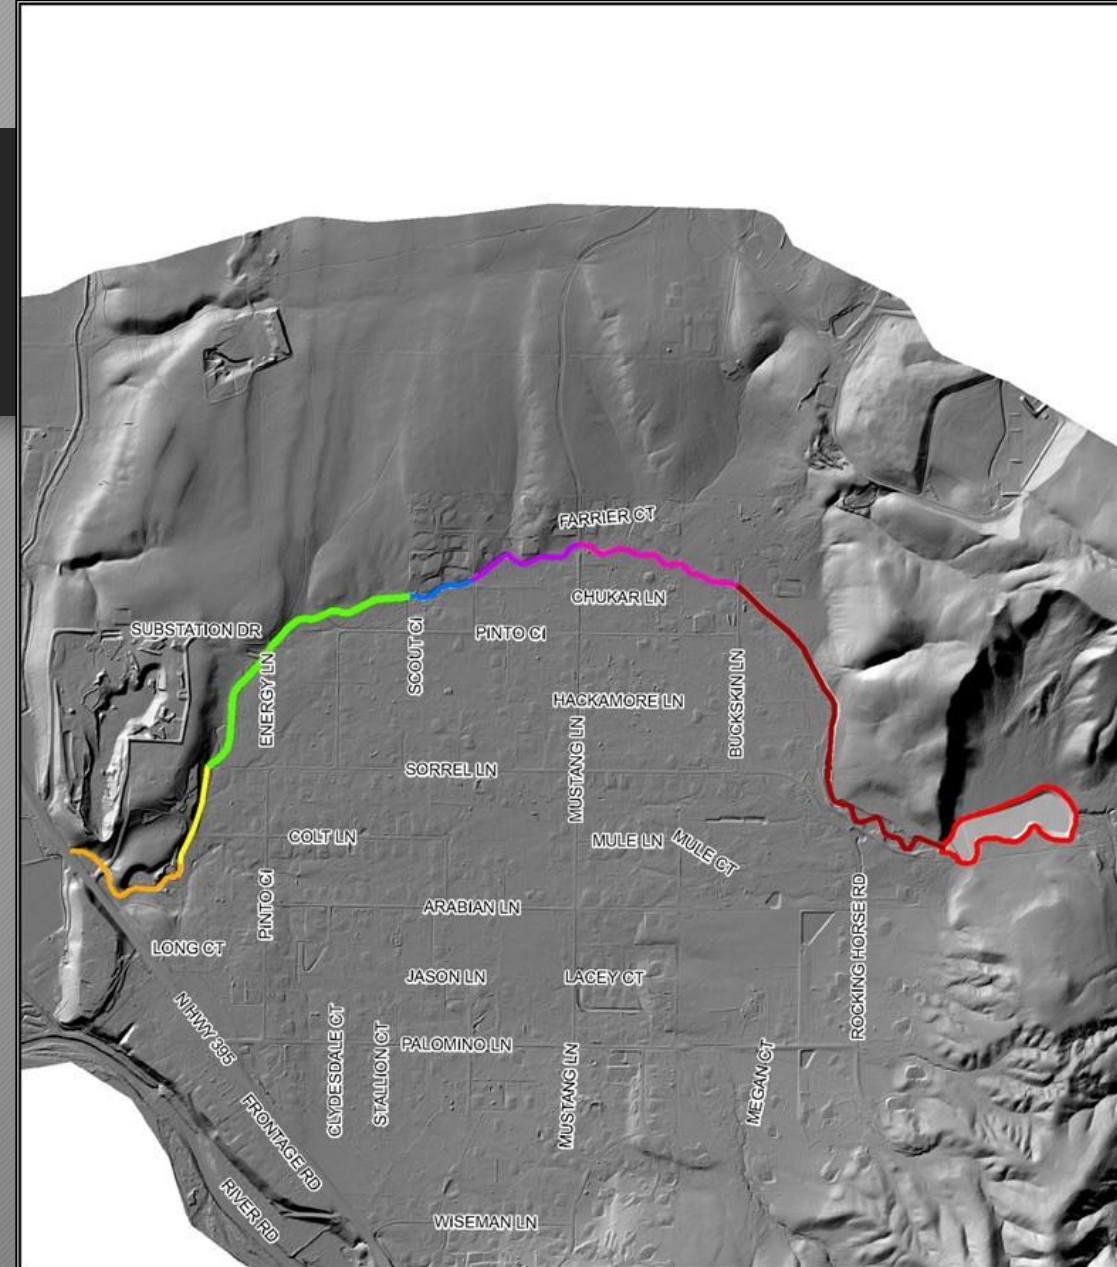 FARRIER CT
CHUKAR LN
SUBSTATION DR
PINTO CI
SCOUT CI
ENERGY LN
BUCKSKIN LN
HACKAMORE LN
MUSTANG LN
SORREL LN
COLT LN
MULE LN
MULE CT
PINTO CI
ARABIAN LN
ROCKING HORSE RD
LONG CT
JASON LN
LACEY CT
N HWY 395
CLYDESDALE CT
STALLION CT
PALOMINO LN
MUSTANG LN
MEGAN CT
FRONTAGE RD
RIVER RD
WISEMAN LN